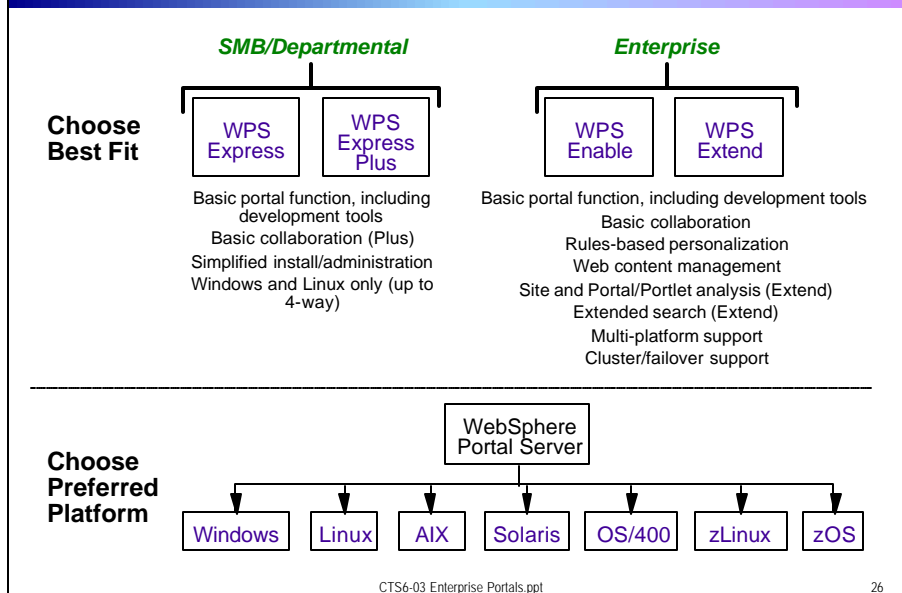 SMB/Departmental
Enterprise
Choose
Best Fit
WPS
Express
WPS
Express
Plus
WPS
Enable
WPS
Extend
Basic portal function, including
development tools
Basic collaboration (Plus)
Simplified install/administration
Windows and Linux only (up to
4-way)
Basic portal function, including development tools
Basic collaboration
Rules-based personalization
Web content management
Site and Portal/Portlet analysis (Extend)
Extended search (Extend)
Multi-platform support
Cluster/failover support
WebSphere
Portal Server
Choose
Preferred
Platform
Windows
Linux
AIX
Solaris
OS/400
zLinux
zOS
CTS6-03 Enterprise Portals.ppt
26